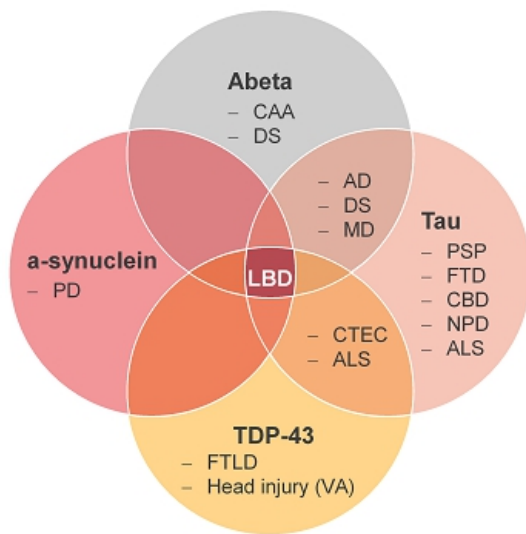 Abeta
– CAA
– DS
– AD
– DS
– MD
Tau
– PSP
– FTD
– CBD
– NPD
– ALS
a-synuclein
– PD
LBD
– CTEC
– ALS
TDP-43
– FTLD
– Head injury (VA)